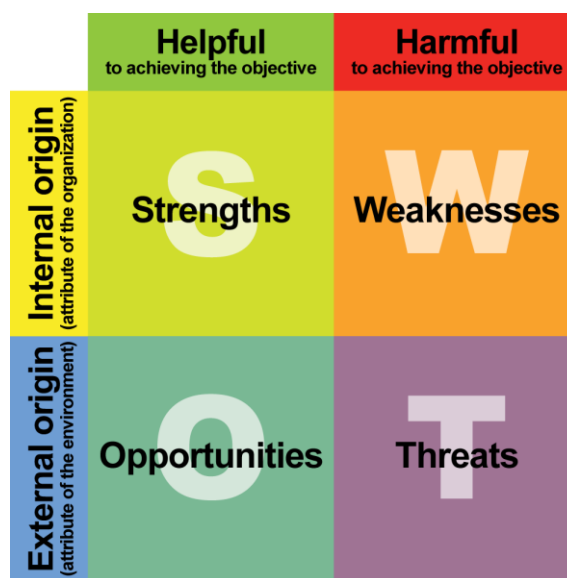 Helpful
to achieving the objective
Harmful
to achieving the objective
Internal origin
(attribute of the organization)
S
Strengths
W
Weaknesses
External origin
(attribute of the environment)
O
Opportunities
T
Threats